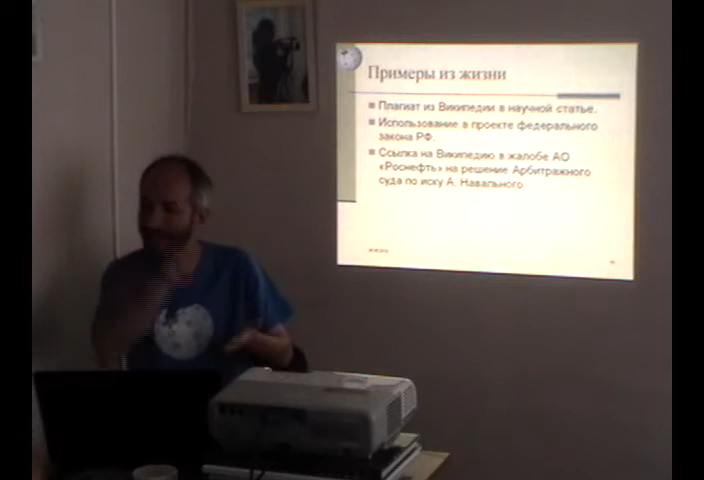 Примеры из жизни
Плагиат из Википедии в научной статье.
Использование в проекте федерального
закона РФ.
Ссылка на Википедию в жалобе АО
«Роснефть» на решение Арбитражного
суда по иску А. Навального